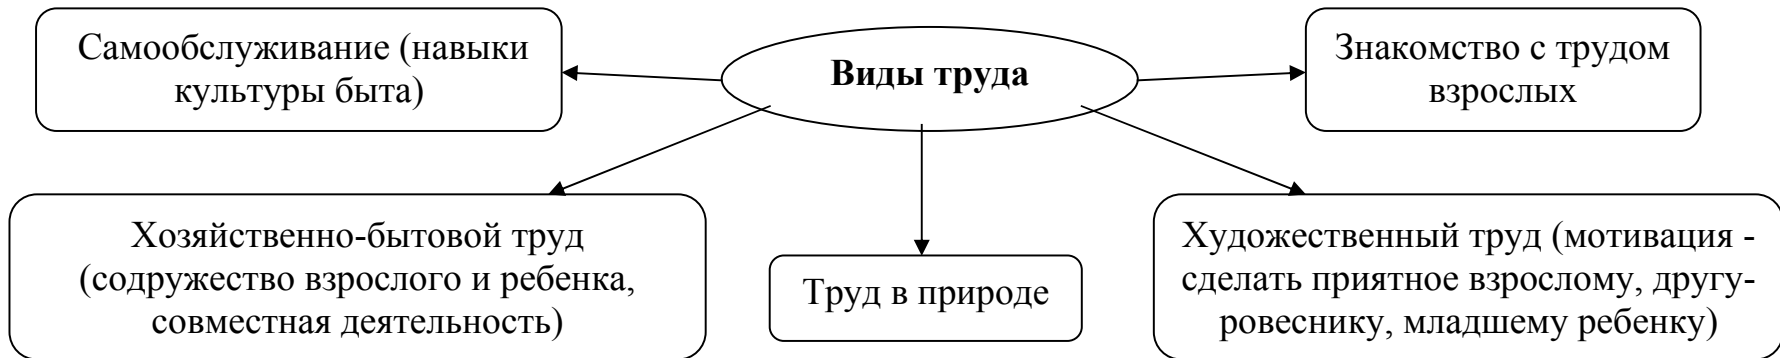 Самообслуживание (навыки
культуры быта)
Виды труда
Знакомство с трудом
взрослых
Хозяйственно-бытовой труд
(содружество взрослого и ребенка,
совместная деятельность)
Труд в природе
Художественный труд (мотивация -
сделать приятное взрослому, другу-
ровеснику, младшему ребенку)